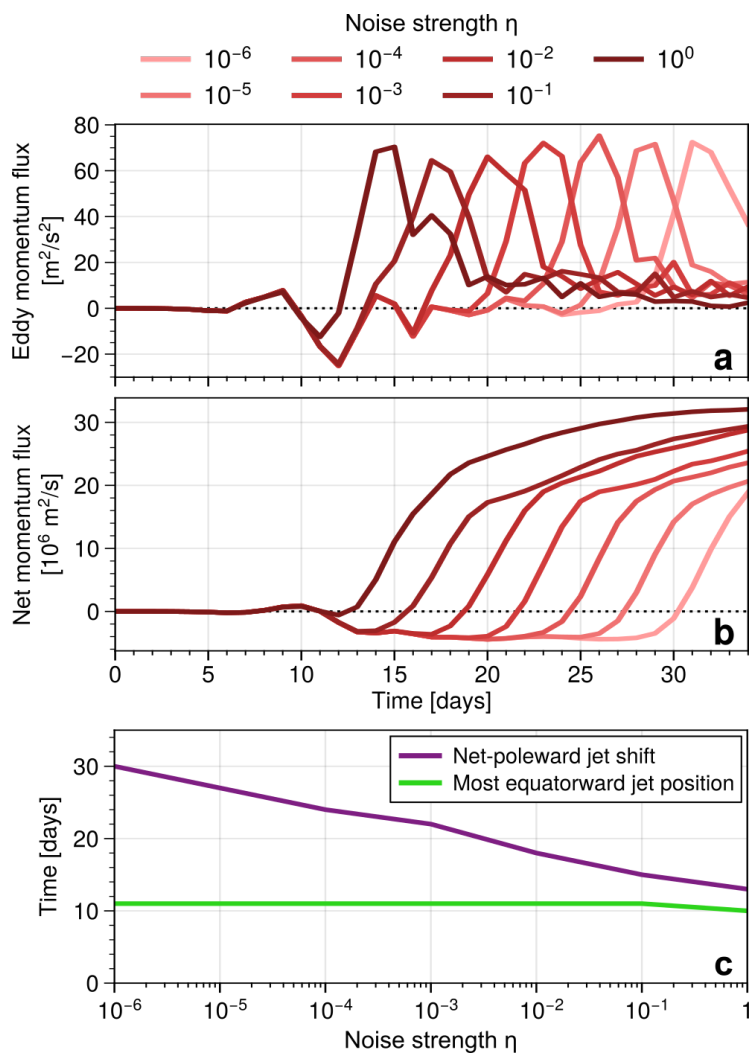 Noise strength η
10⁻⁶ 10⁻⁴ 10⁻² 10⁰
10⁻⁵ 10⁻³ 10⁻¹
Eddy momentum flux
[m²/s²]
80
60
40
20
0
−20
a
Net momentum flux
[10⁶ m²/s]
30
20
10
0
b
0 5 10 15 20 25 30
Time [days]
Time [days]
30
20
10
0
Net-poleward jet shift
Most equatorward jet position
c
10⁻⁶ 10⁻⁵ 10⁻⁴ 10⁻³ 10⁻² 10⁻¹ 1
Noise strength η